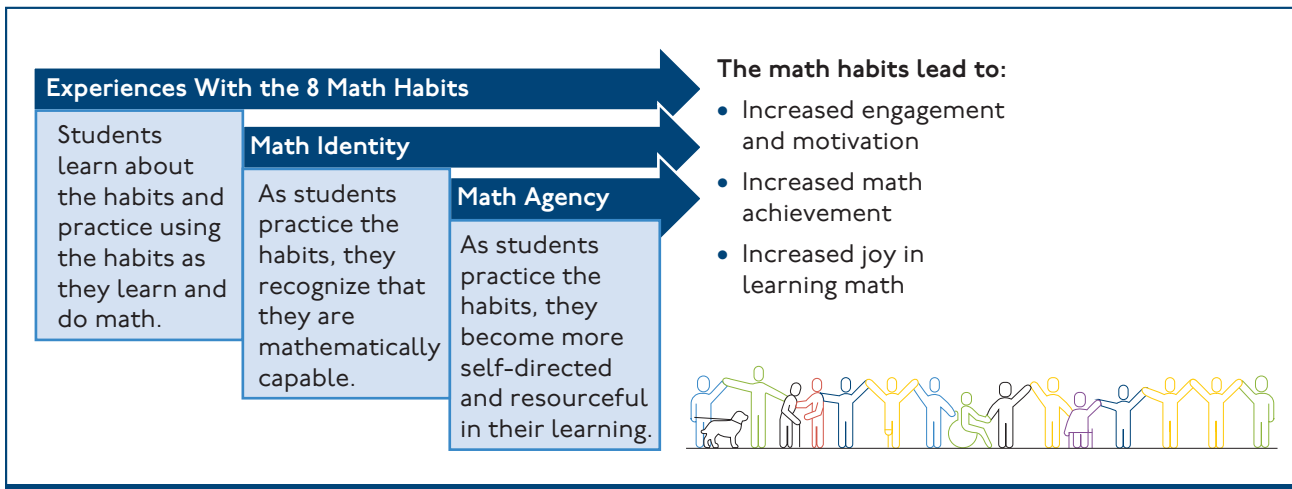 Experiences With the 8 Math Habits
Students
learn about
the habits and
practice using
the habits as
they learn and
do math.
Math Identity
As students
practice the
habits, they
recognize that
they are
mathematically
capable.
Math Agency
As students
practice the
habits, they
become more
self-directed
and resourceful
in their learning.
The math habits lead to:
• Increased engagement
and motivation
• Increased math
achievement
• Increased joy in
learning math